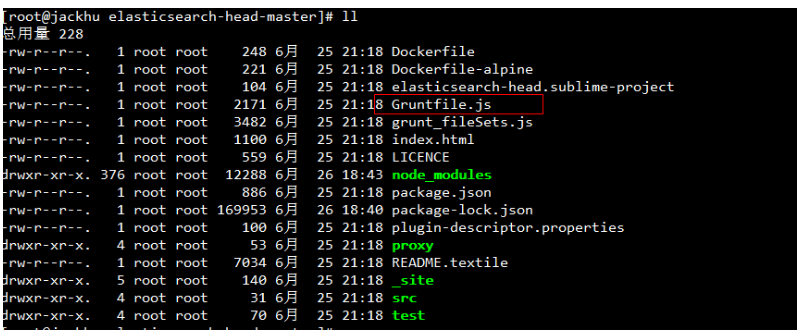 [root@jackhu elasticsearch-head-master]# ll
总用量 228
-rw-r--r--. 1 root root 248 6月 25 21:18 Dockerfile
-rw-r--r--. 1 root root 221 6月 25 21:18 Dockerfile-alpine
-rw-r--r--. 1 root root 104 6月 25 21:18 elasticsearch-head.sublime-project
-rw-r--r--. 1 root root 2171 6月 25 21:18 Gruntfile.js
-rw-r--r--. 1 root root 3482 6月 25 21:18 grunt_fileSets.js
-rw-r--r--. 1 root root 1100 6月 25 21:18 index.html
-rw-r--r--. 1 root root 559 6月 25 21:18 LICENCE
drwxr-xr-x. 376 root root 12288 6月 26 18:43 node_modules
-rw-r--r--. 1 root root 886 6月 25 21:18 package.json
-rw-r--r--. 1 root root 169953 6月 26 18:40 package-lock.json
-rw-r--r--. 1 root root 100 6月 25 21:18 plugin-descriptor.properties
drwxr-xr-x. 4 root root 53 6月 25 21:18 proxy
-rw-r--r--. 1 root root 7034 6月 25 21:18 README.textile
drwxr-xr-x. 5 root root 140 6月 25 21:18 _site
drwxr-xr-x. 4 root root 31 6月 25 21:18 src
drwxr-xr-x. 4 root root 70 6月 25 21:18 test